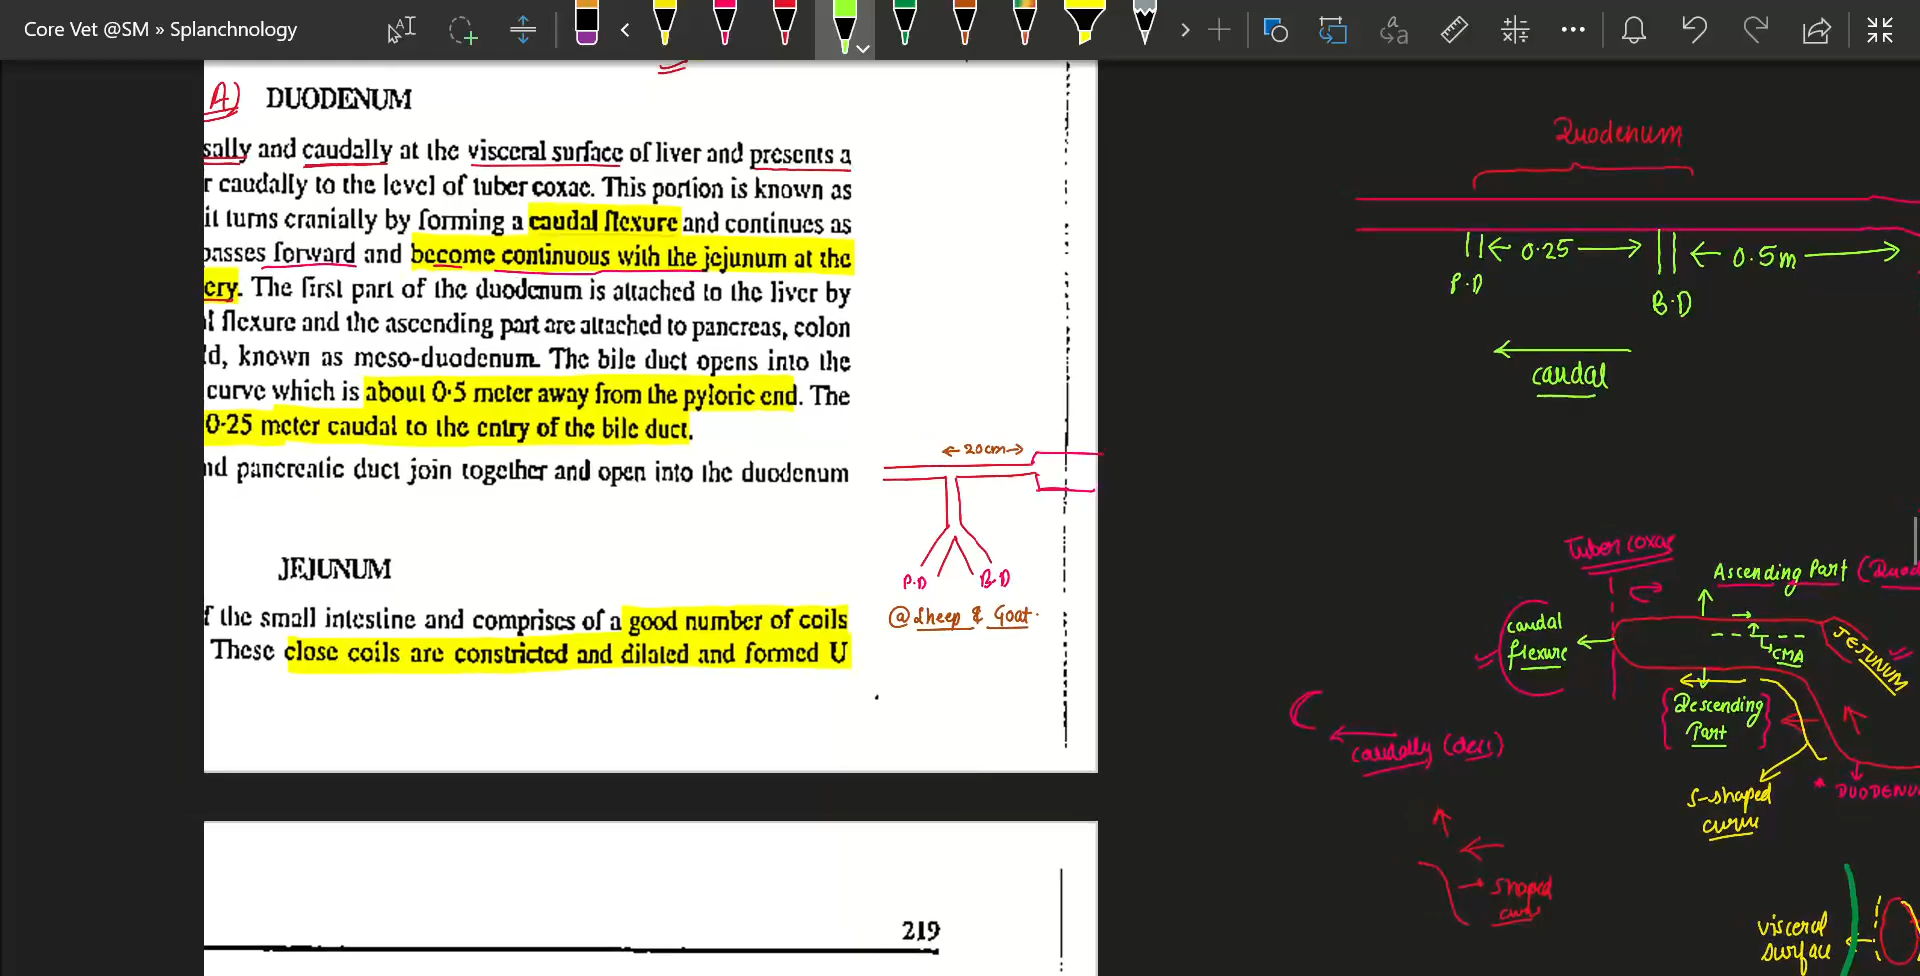 Core Vet @SM » Splanchnology
A) DUODENUM
sally and caudally at the visceral surface of liver and presents a
r caudally to the level of tuber coxae. This portion is known as
it turns cranially by forming a caudal flexure and continues as
passes forward and become continuous with the jejunum at the
ery. The first part of the duodenum is attached to the liver by
l flexure and the ascending part are attached to pancreas, colon
d, known as meso-duodenum. The bile duct opens into the
curve which is about 0·5 meter away from the pyloric end. The
0·25 meter caudal to the entry of the bile duct.
nd pancreatic duct join together and open into the duodenum
20cm
P.D B.D
@ Sheep & Goat.
JEJUNUM
f the small intestine and comprises of a good number of coils
These close coils are constricted and dilated and formed U
219
Duodenum
0.25 0.5m
P.D
B.D
caudal
Tuber coxae
Ascending Part (Duod
caudal
flexure
CMA
JEJUNUM
Descending
Part
caudally
S-shaped
curve
* DUODENU
shaped
curve
visceral
surface